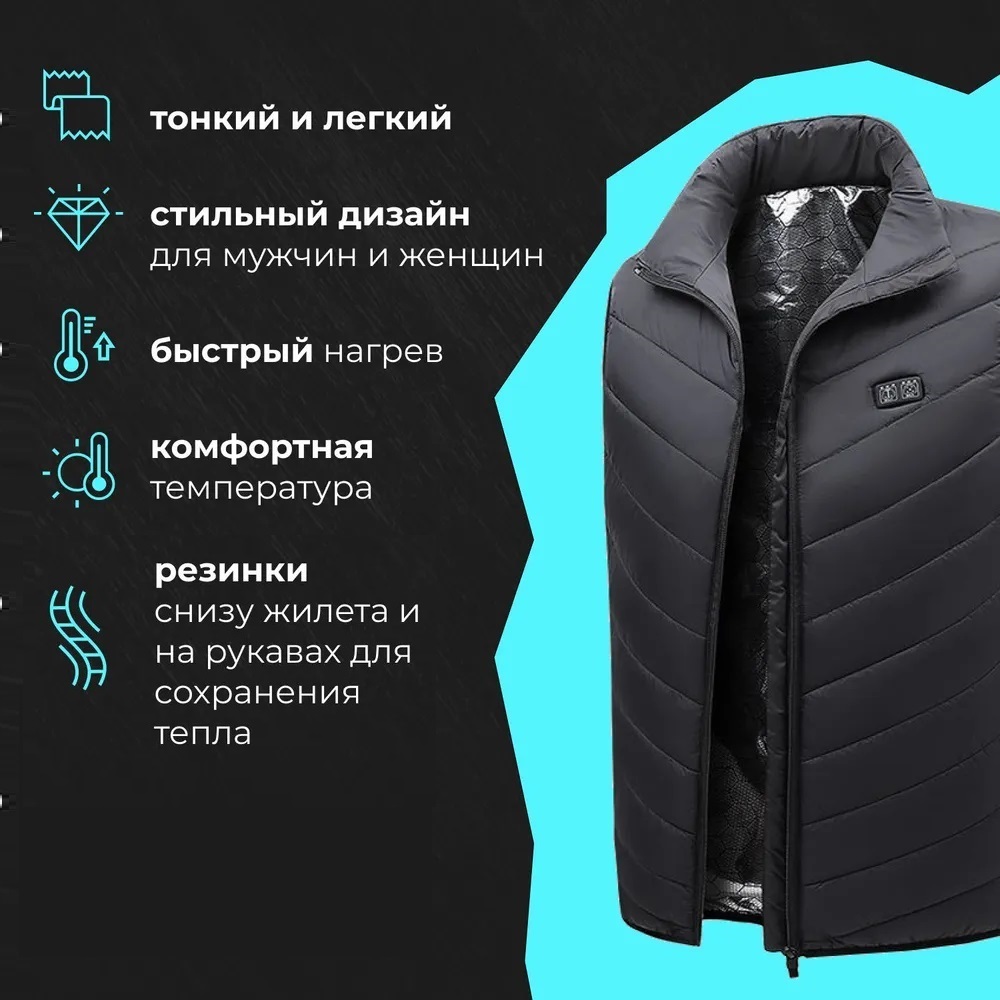 тонкий и легкий
стильный дизайн
для мужчин и женщин
быстрый нагрев
комфортная
температура
резинки
снизу жилета и
на рукавах для
сохранения
тепла